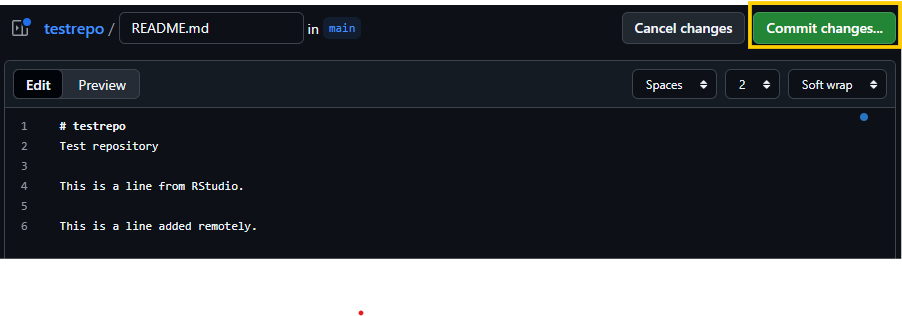 testrepo / README.md in main Cancel changes Commit changes...
Edit Preview Spaces 2 Soft wrap
1 # testrepo
2 Test repository
3
4 This is a line from RStudio.
5
6 This is a line added remotely.